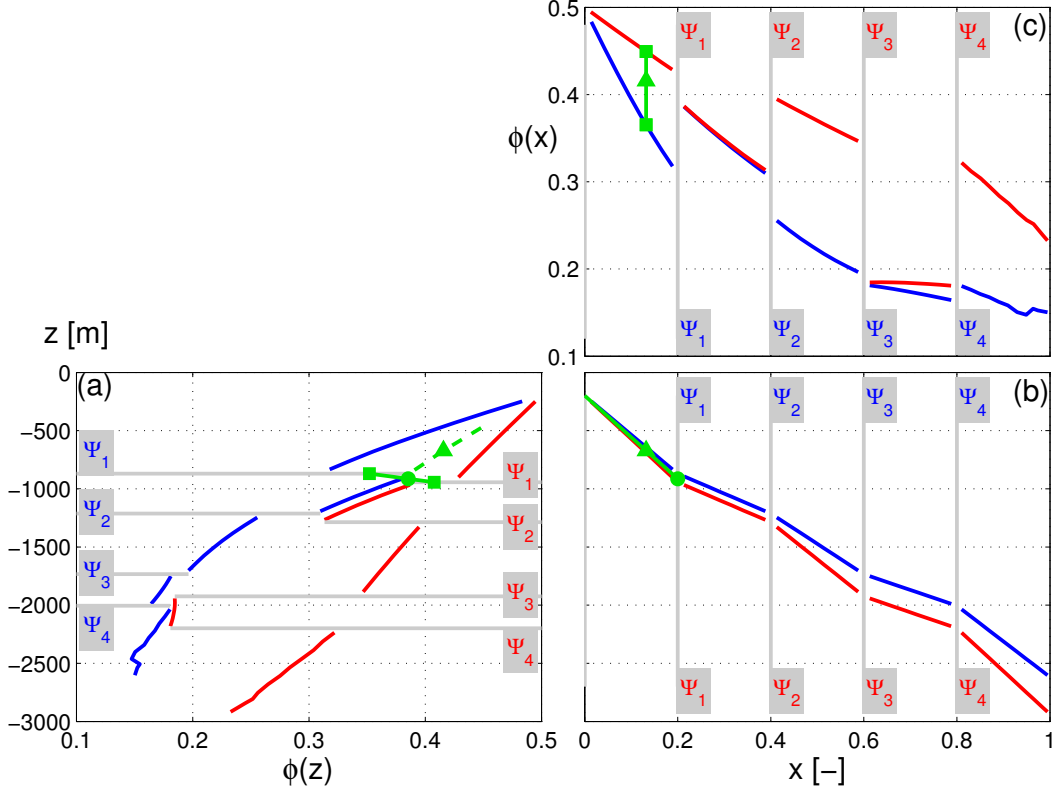 0.5
0.4
0.3
0.2
0.1
ϕ(x)
Ψ1 Ψ2 Ψ3 Ψ4 (c)
Ψ1 Ψ2 Ψ3 Ψ4
z [m]
0
−500
−1000
−1500
−2000
−2500
−3000
(a)
Ψ1
Ψ2
Ψ3
Ψ4
Ψ1
Ψ2
Ψ3
Ψ4
0.1 0.2 0.3 0.4 0.5
ϕ(z)
Ψ1 Ψ2 Ψ3 Ψ4 (b)
Ψ1 Ψ2 Ψ3 Ψ4
0 0.2 0.4 0.6 0.8 1
x [−]